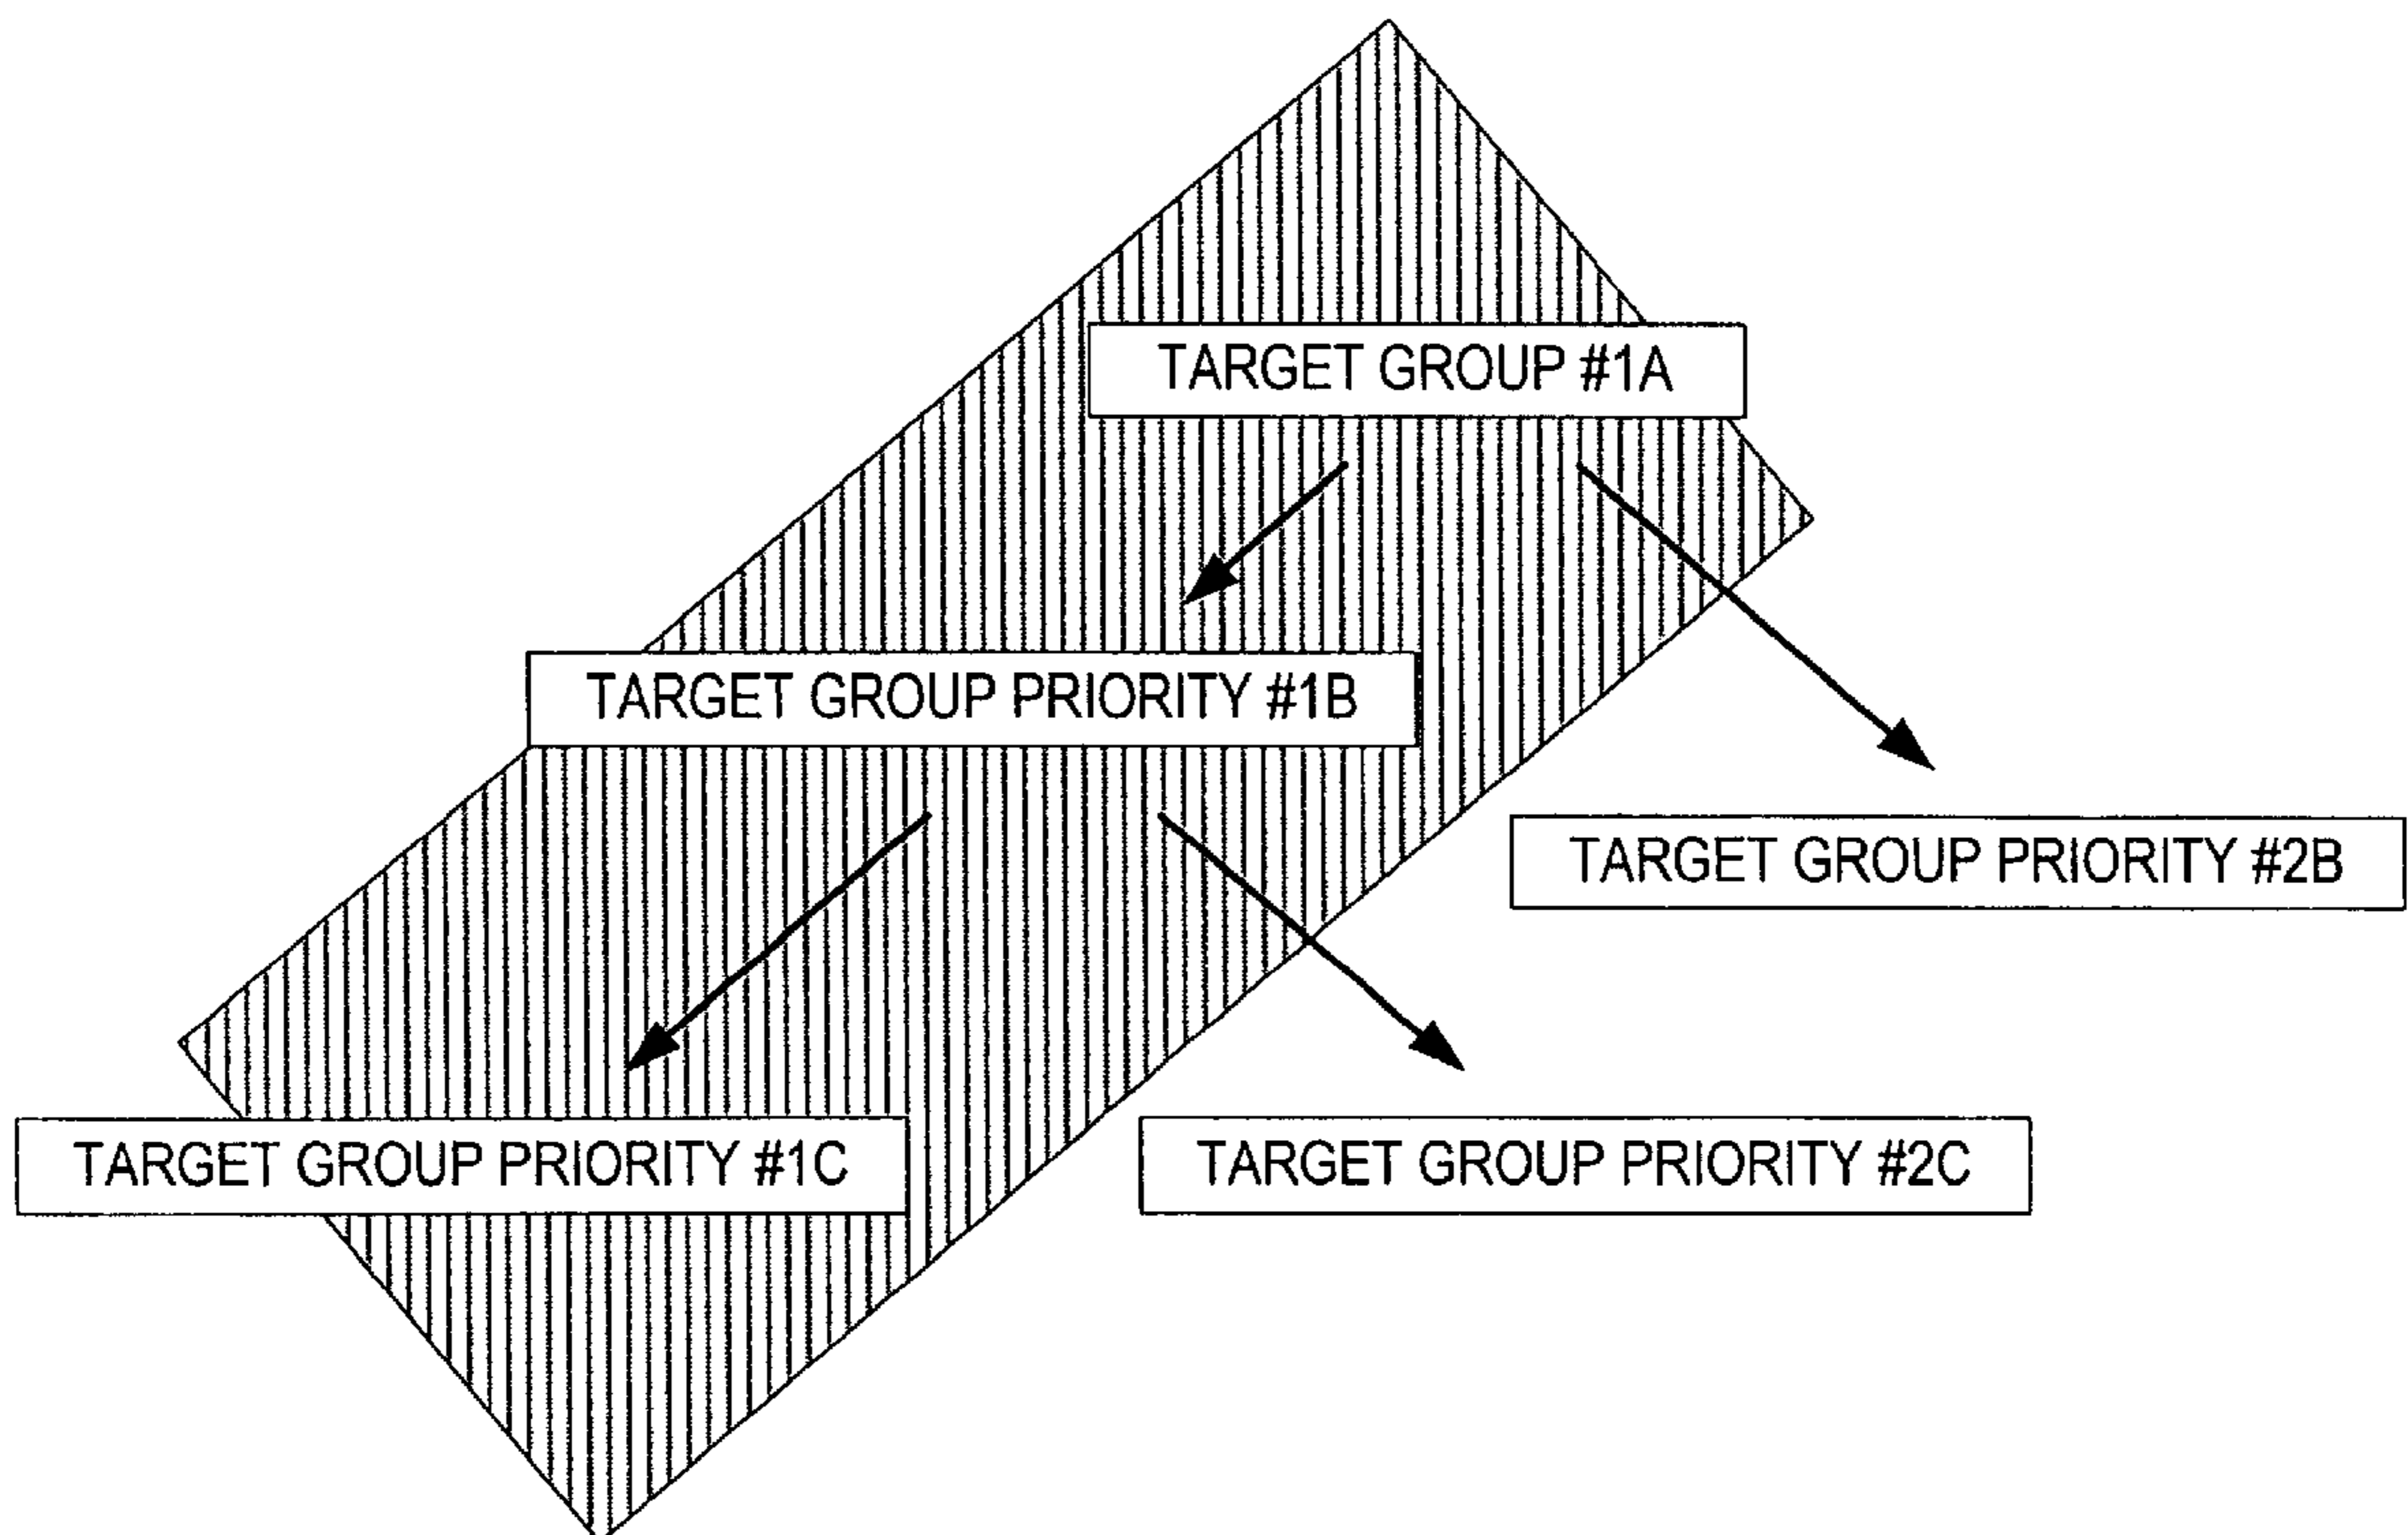 TARGET GROUP #1A
TARGET GROUP PRIORITY #1B
TARGET GROUP PRIORITY #2B
TARGET GROUP PRIORITY #1C
TARGET GROUP PRIORITY #2C